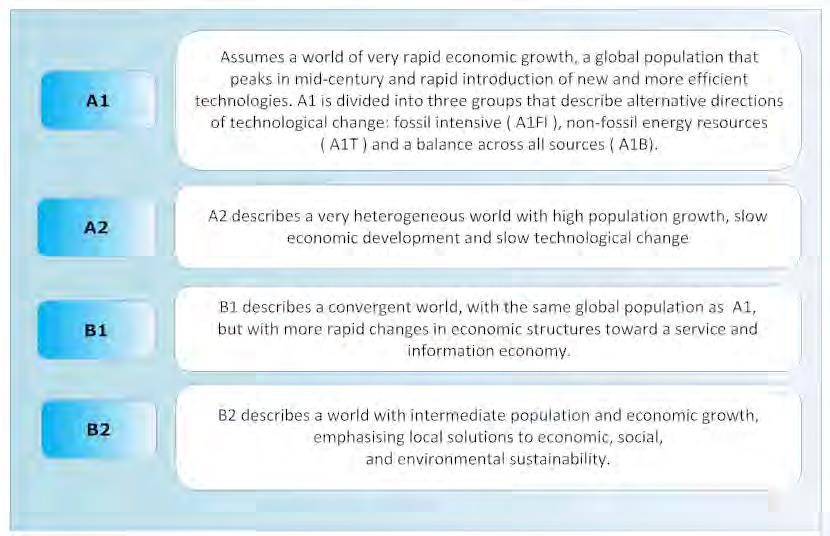 A1
Assumes a world of very rapid economic growth, a global population that
peaks in mid-century and rapid introduction of new and more efficient
technologies. A1 is divided into three groups that describe alternative directions
of technological change: fossil intensive ( A1FI ), non-fossil energy resources
( A1T ) and a balance across all sources ( A1B).
A2
A2 describes a very heterogeneous world with high population growth, slow
economic development and slow technological change
B1
B1 describes a convergent world, with the same global population as A1,
but with more rapid changes in economic structures toward a service and
information economy.
B2
B2 describes a world with intermediate population and economic growth,
emphasising local solutions to economic, social,
and environmental sustainability.